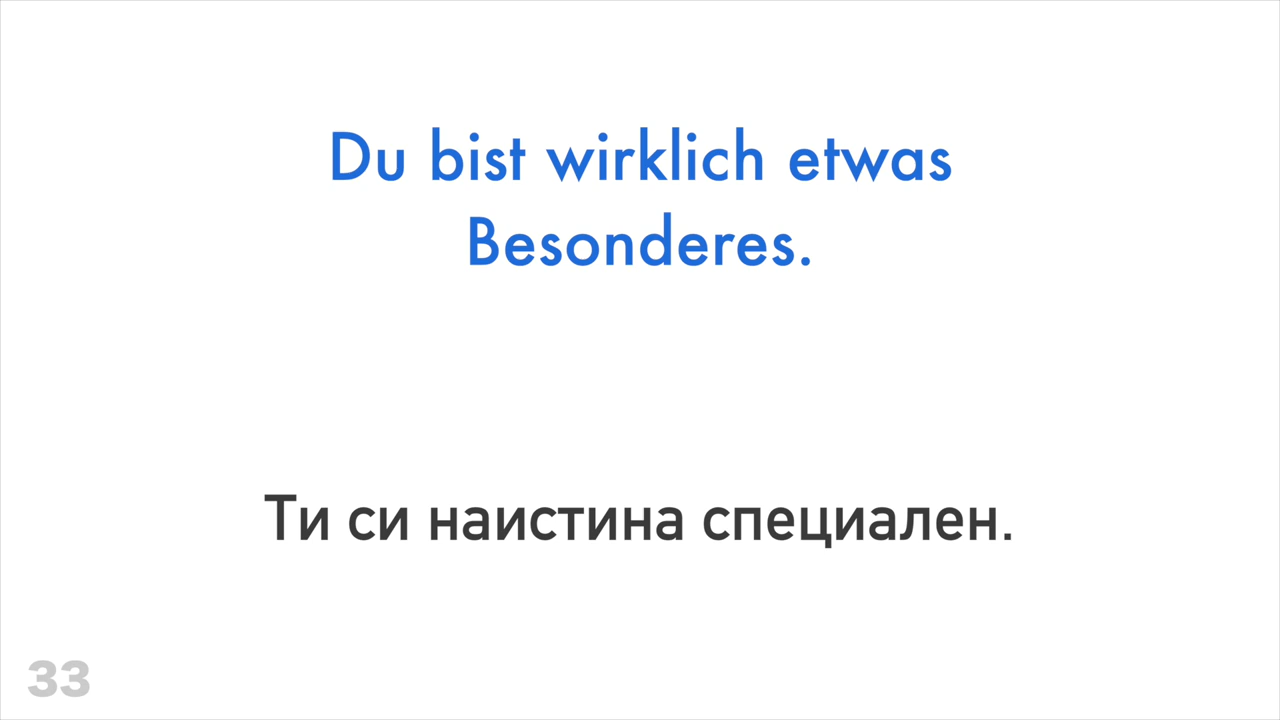 Du bist wirklich etwas
Besonderes.
Ти си наистина специален.
33